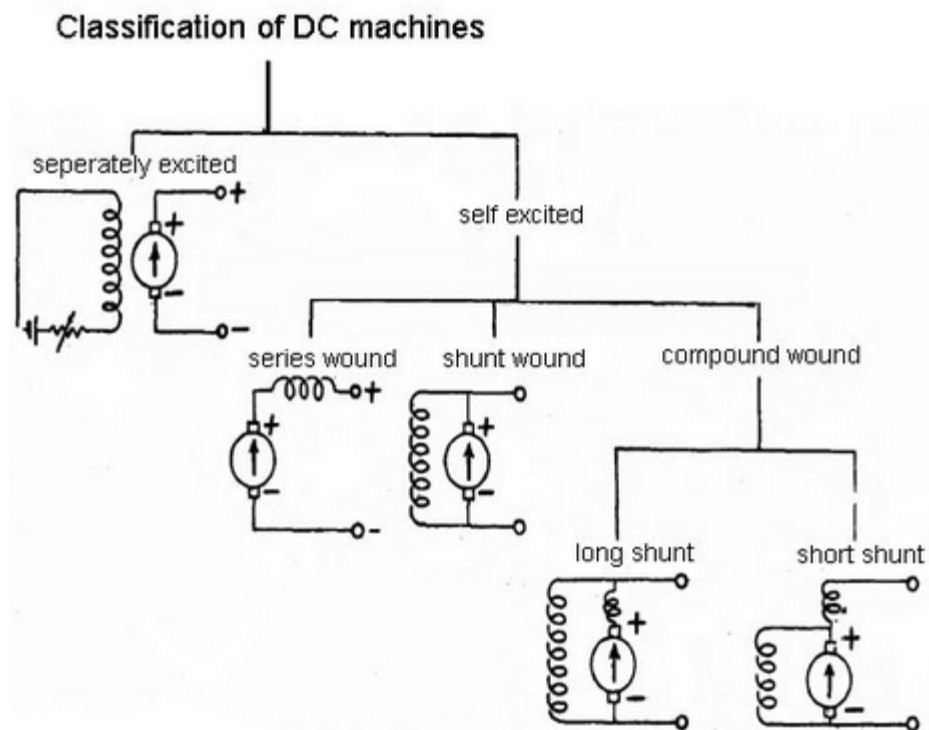 Classification of DC machines
seperately excited
+
+
-
-
self excited
series wound
shunt wound
compound wound
+
+
-
-
+
-
long shunt
short shunt
+
-
+
-